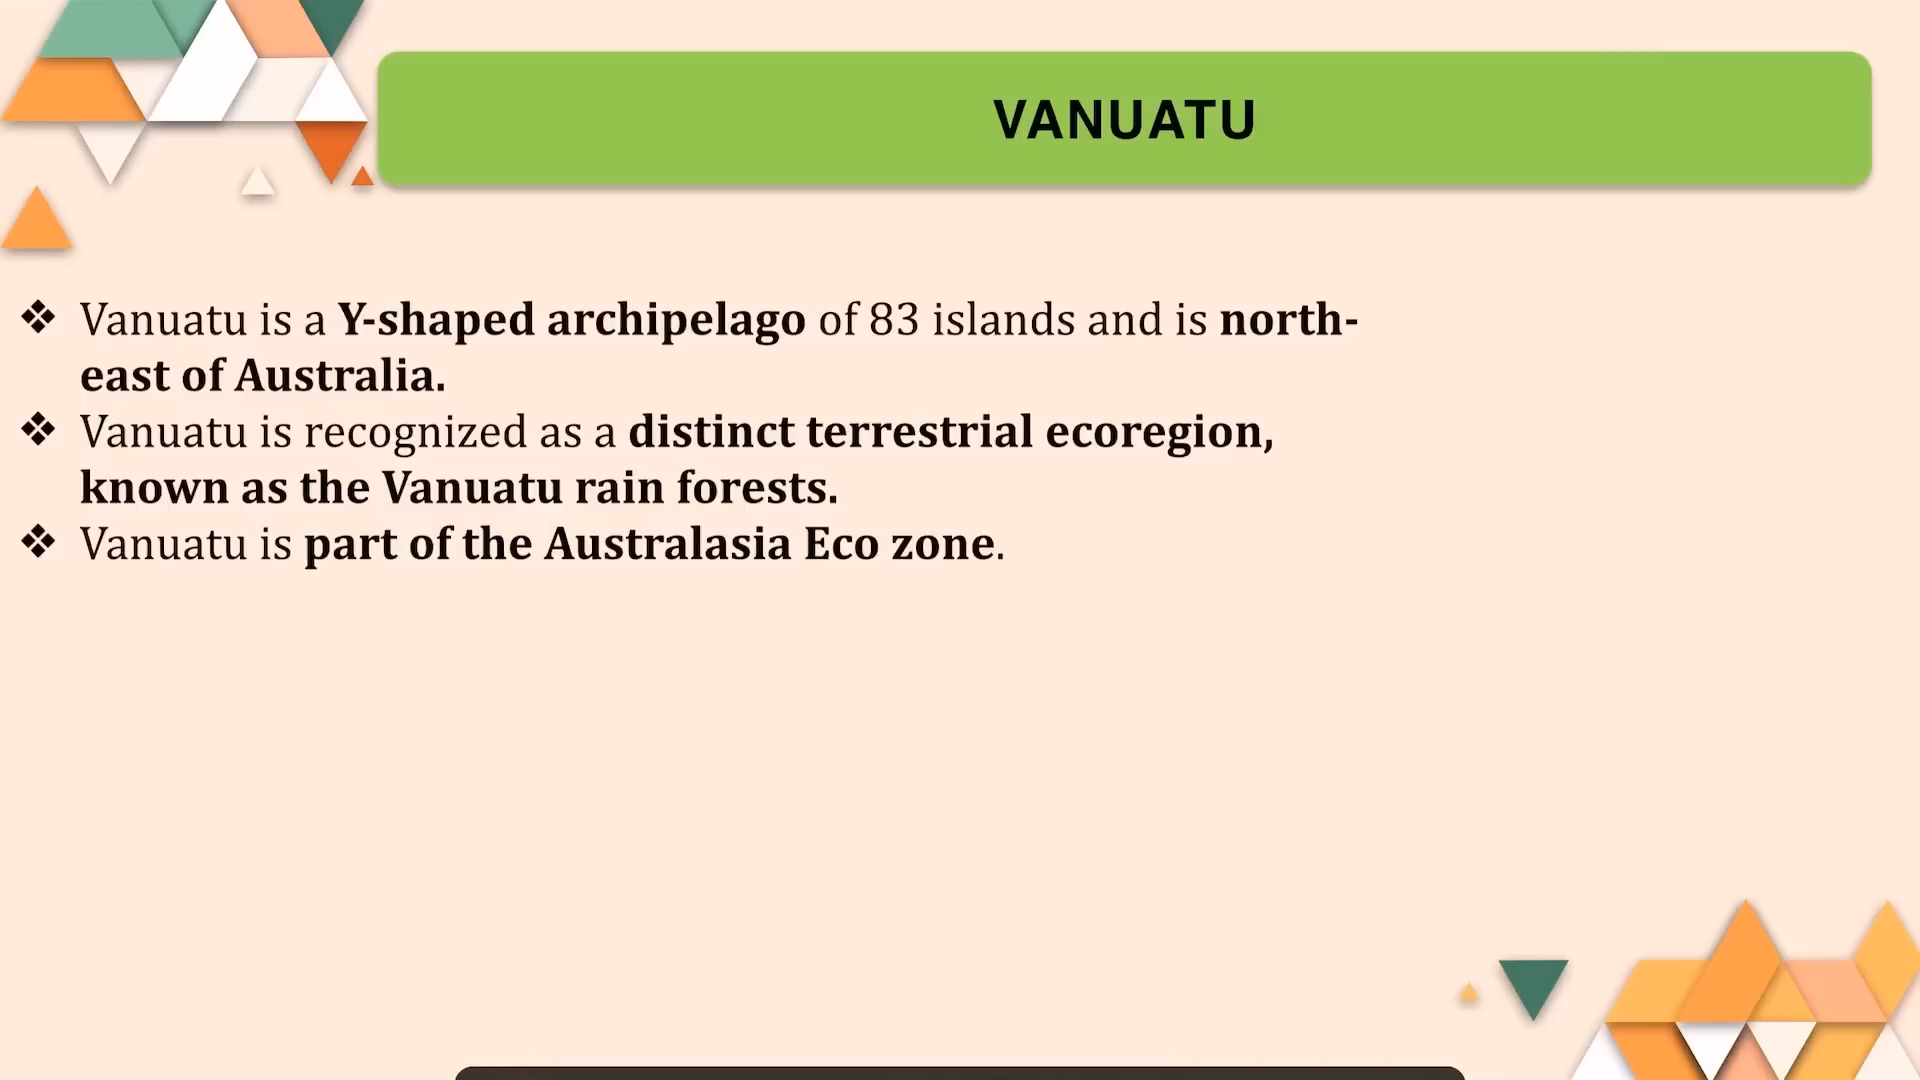 VANUATU
❖ Vanuatu is a Y-shaped archipelago of 83 islands and is north-
east of Australia.
❖ Vanuatu is recognized as a distinct terrestrial ecoregion,
known as the Vanuatu rain forests.
❖ Vanuatu is part of the Australasia Eco zone.